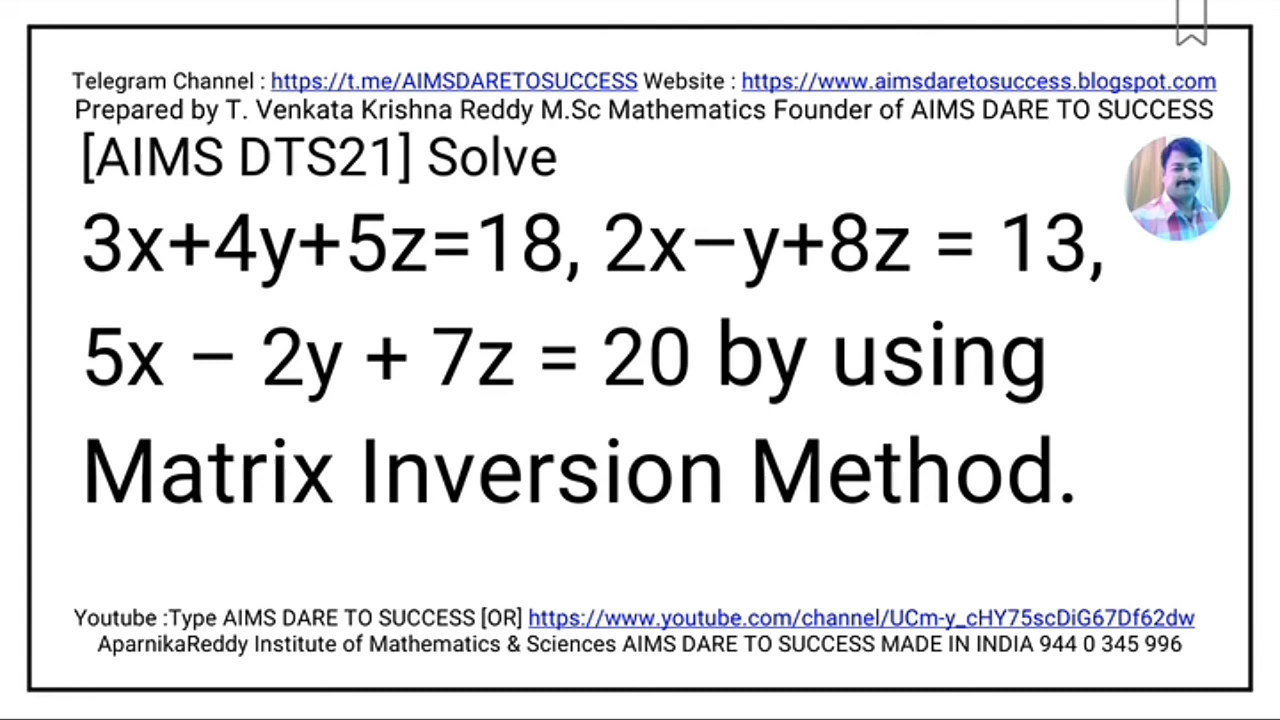 Telegram Channel : https://t.me/AIMSDARETOSUCCESS Website : https://www.aimsdaretosuccess.blogspot.com
Prepared by T. Venkata Krishna Reddy M.Sc Mathematics Founder of AIMS DARE TO SUCCESS
[AIMS DTS21] Solve
3x+4y+5z=18, 2x−y+8z = 13,
5x − 2y + 7z = 20 by using
Matrix Inversion Method.
Youtube :Type AIMS DARE TO SUCCESS [OR] https://www.youtube.com/channel/UCm-y_cHY75scDiG67Df62dw
AparnikaReddy Institute of Mathematics & Sciences AIMS DARE TO SUCCESS MADE IN INDIA 944 0 345 996